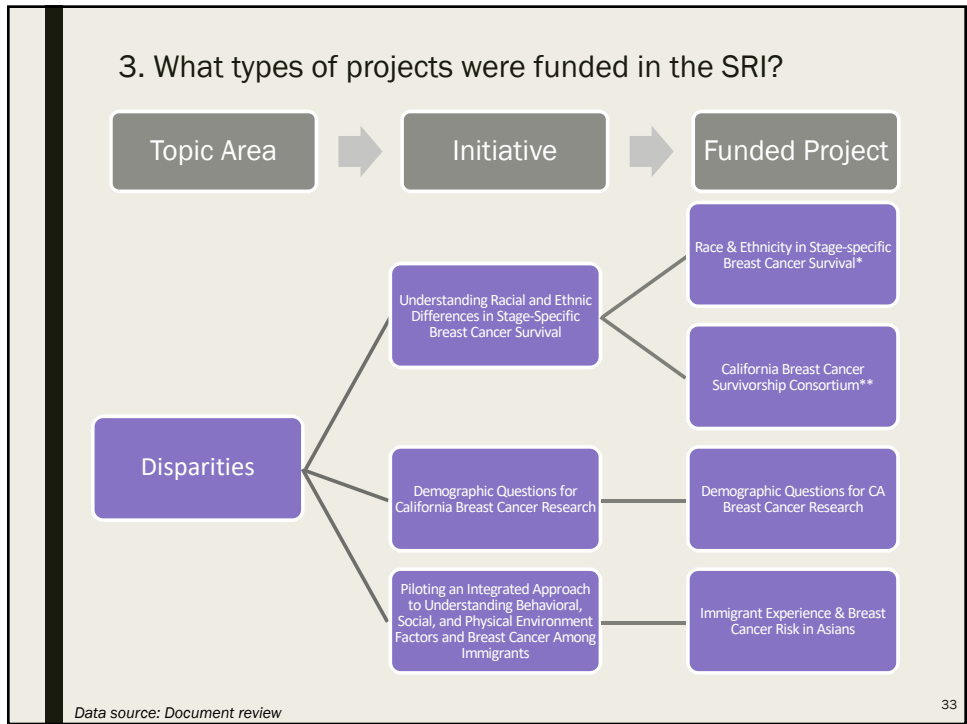 3. What types of projects were funded in the SRI?
Topic Area
Initiative
Funded Project
Race & Ethnicity in Stage-specific
Breast Cancer Survival*
Understanding Racial and Ethnic
Differences in Stage-Specific
Breast Cancer Survival
California Breast Cancer
Survivorship Consortium**
Disparities
Demographic Questions for
California Breast Cancer Research
Demographic Questions for CA
Breast Cancer Research
Piloting an Integrated Approach
to Understanding Behavioral,
Social, and Physical Environment
Factors and Breast Cancer Among
Immigrants
Immigrant Experience & Breast
Cancer Risk in Asians
Data source: Document review
33